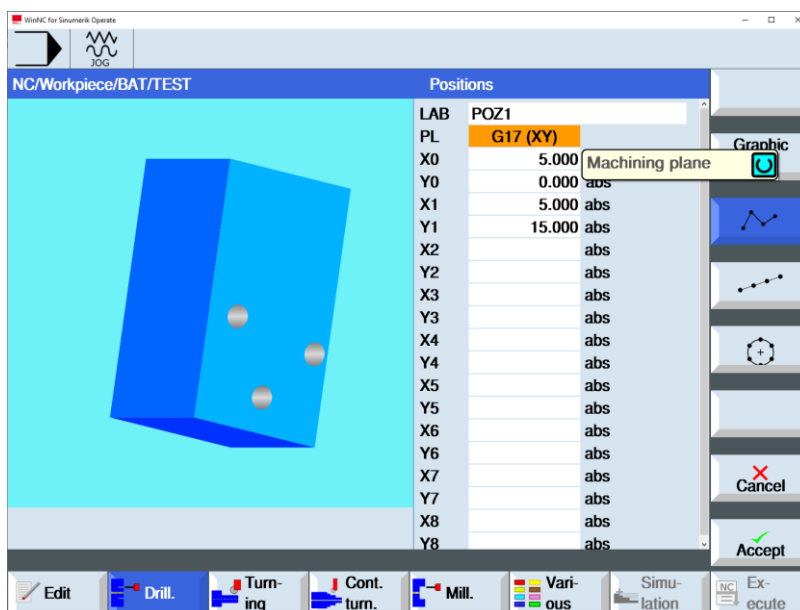 WinNC for Sinumerik Operate
JOG
NC/Workpiece/BAT/TEST
Positions
LAB POZ1
PL G17 (XY)
X0 5.000
Machining plane
Y0 0.000 abs
X1 5.000 abs
Y1 15.000 abs
X2 abs
Y2 abs
X3 abs
Y3 abs
X4 abs
Y4 abs
X5 abs
Y5 abs
X6 abs
Y6 abs
X7 abs
Y7 abs
X8 abs
Y8 abs
Graphic
Cancel
Accept
Edit
Drill.
Turn-
ing
Cont.
turn.
Mill.
Vari-
ous
Simu-
lation
NC
Ex-
ecute